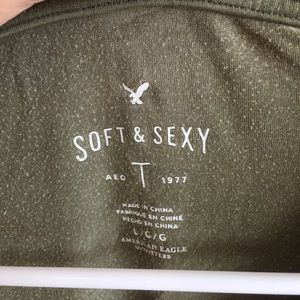 SOFT & SEXY
AEO T 1977
MADE IN CHINA
FABRIQUÉ EN CHINE
HECHO EN CHINA
L/G/G
AMERICAN EAGLE
OUTFITTERS